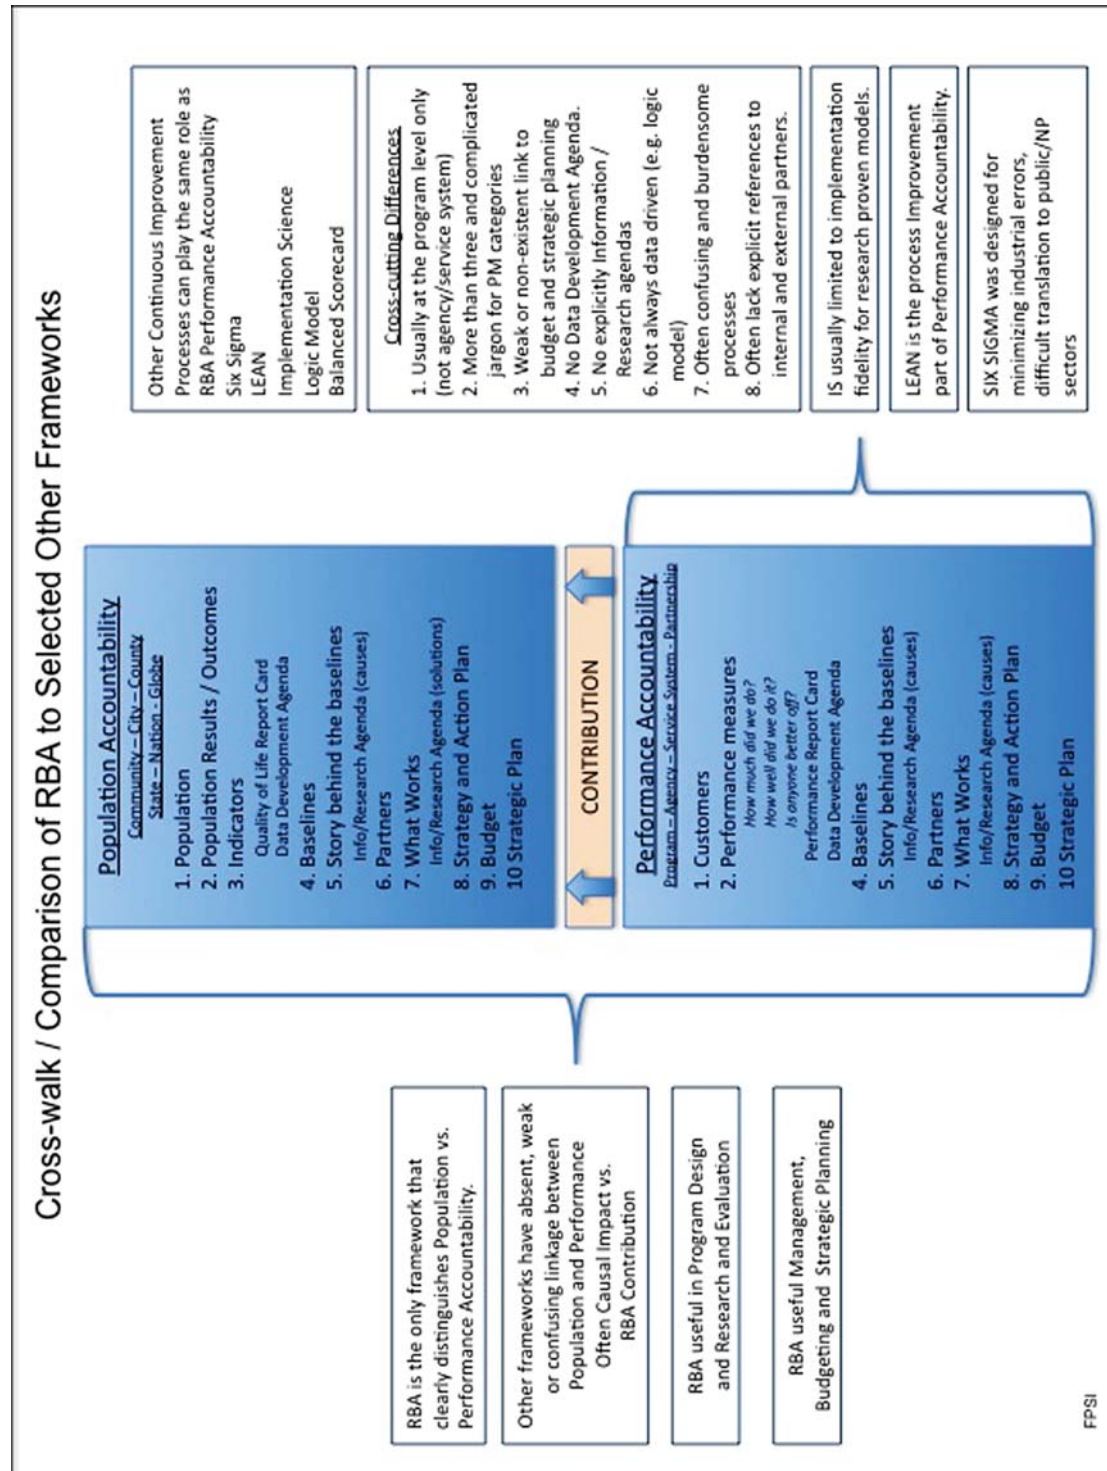 Cross-walk / Comparison of RBA to Selected Other Frameworks
RBA is the only framework that
clearly distinguishes Population vs.
Performance Accountability.
Other frameworks have absent, weak
or confusing linkage between
Population and Performance
Often Causal Impact vs.
RBA Contribution
RBA useful in Program Design
and Research and Evaluation
RBA useful Management,
Budgeting and Strategic Planning
Population Accountability
Community – City – County
State – Nation - Globe
1. Population
2. Population Results / Outcomes
3. Indicators
Quality of Life Report Card
Data Development Agenda
4. Baselines
5. Story behind the baselines
Info/Research Agenda (causes)
6. Partners
7. What Works
Info/Research Agenda (solutions)
8. Strategy and Action Plan
9. Budget
10 Strategic Plan
CONTRIBUTION
Performance Accountability
Program – Agency – Service System - Partnership
1. Customers
2. Performance measures
How much did we do?
How well did we do it?
Is anyone better off?
Performance Report Card
Data Development Agenda
4. Baselines
5. Story behind the baselines
Info/Research Agenda (causes)
6. Partners
7. What Works
Info/Research Agenda (causes)
8. Strategy and Action Plan
9. Budget
10 Strategic Plan
Other Continuous Improvement
Processes can play the same role as
RBA Performance Accountability
Six Sigma
LEAN
Implementation Science
Logic Model
Balanced Scorecard
Cross-cutting Differences
1. Usually at the program level only
(not agency/service system)
2. More than three and complicated
jargon for PM categories
3. Weak or non-existent link to
budget and strategic planning
4. No Data Development Agenda.
5. No explicitly Information /
Research agendas
6. Not always data driven (e.g. logic
model)
7. Often confusing and burdensome
processes
8. Often lack explicit references to
internal and external partners.
IS usually limited to implementation
fidelity for research proven models.
LEAN is the process Improvement
part of Performance Accountability.
SIX SIGMA was designed for
minimizing industrial errors,
difficult translation to public/NP
sectors
FPSI